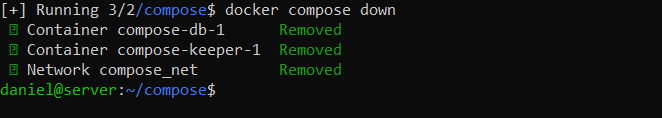 [+] Running 3/2/compose$ docker compose down
Container compose-db-1 Removed
Container compose-keeper-1 Removed
Network compose_net Removed
daniel@server:~/compose$